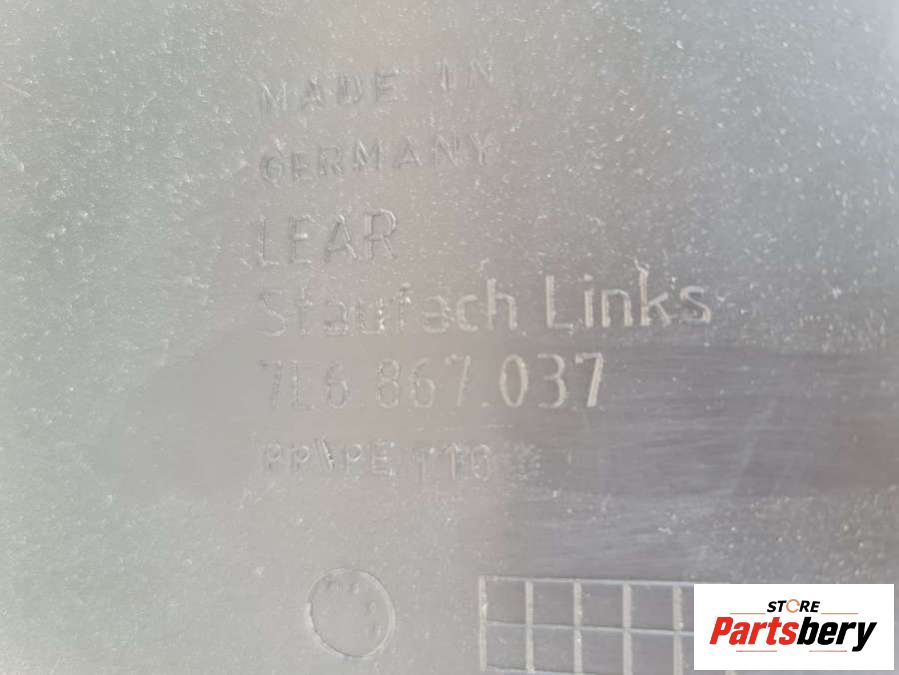 MADE IN
GERMANY
LEAR
Staufach Links
7L6.867.037
STORE
Partsbery